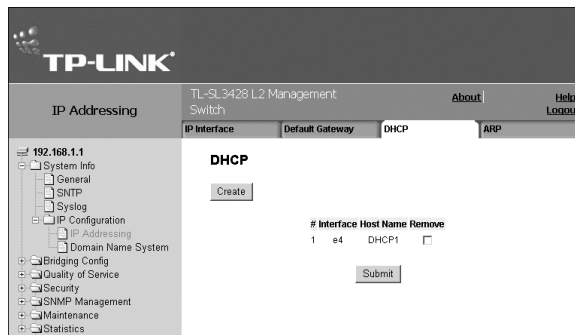 TP-LINK
IP Addressing
TL-SL3428 L2 Management
Switch
About
Help
Logou
IP Interface
Default Gateway
DHCP
ARP
192.168.1.1
System Info
General
SNTP
Syslog
IP Configuration
IP Addressing
Domain Name System
Bridging Config
Quality of Service
Security
SNMP Management
Maintenance
Statistics
DHCP
Create
# Interface Host Name Remove
1 e4 DHCP1
Submit